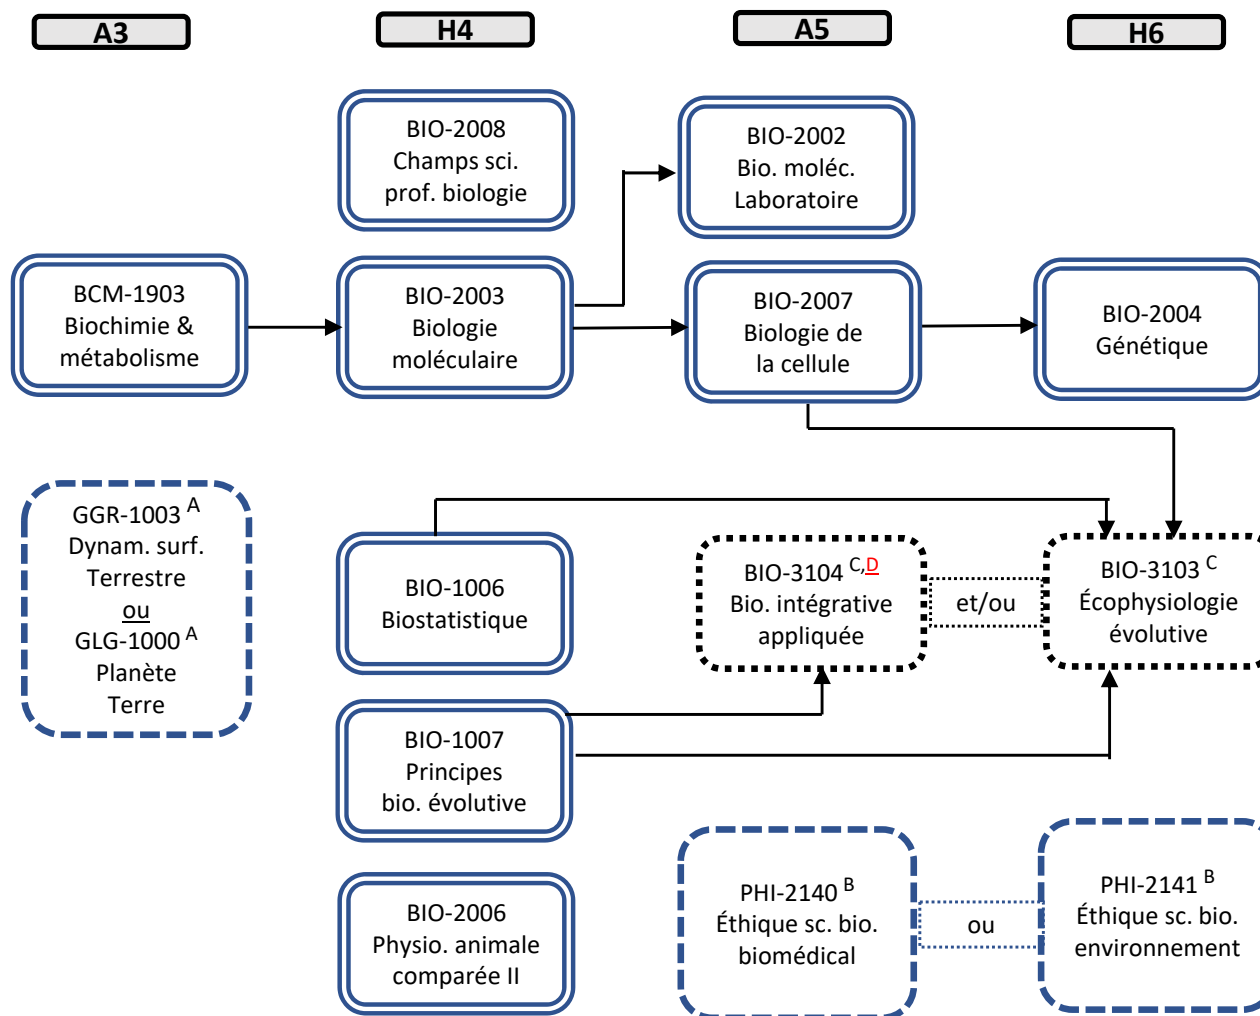 A3
H4
A5
H6
BIO-2008
Champs sci.
prof. biologie
BIO-2002
Bio. moléc.
Laboratoire
BCM-1903
Biochimie &
métabolisme
BIO-2003
Biologie
moléculaire
BIO-2007
Biologie de
la cellule
BIO-2004
Génétique
GGR-1003 A
Dynam. surf.
Terrestre
ou
GLG-1000 A
Planète
Terre
BIO-1006
Biostatistique
BIO-3104 C,D
Bio. intégrative
appliquée
et/ou
BIO-3103 C
Écophysiologie
évolutive
BIO-1007
Principes
bio. évolutive
BIO-2006
Physio. animale
comparée II
PHI-2140 B
Éthique sc. bio.
biomédical
ou
PHI-2141 B
Éthique sc. bio.
environnement